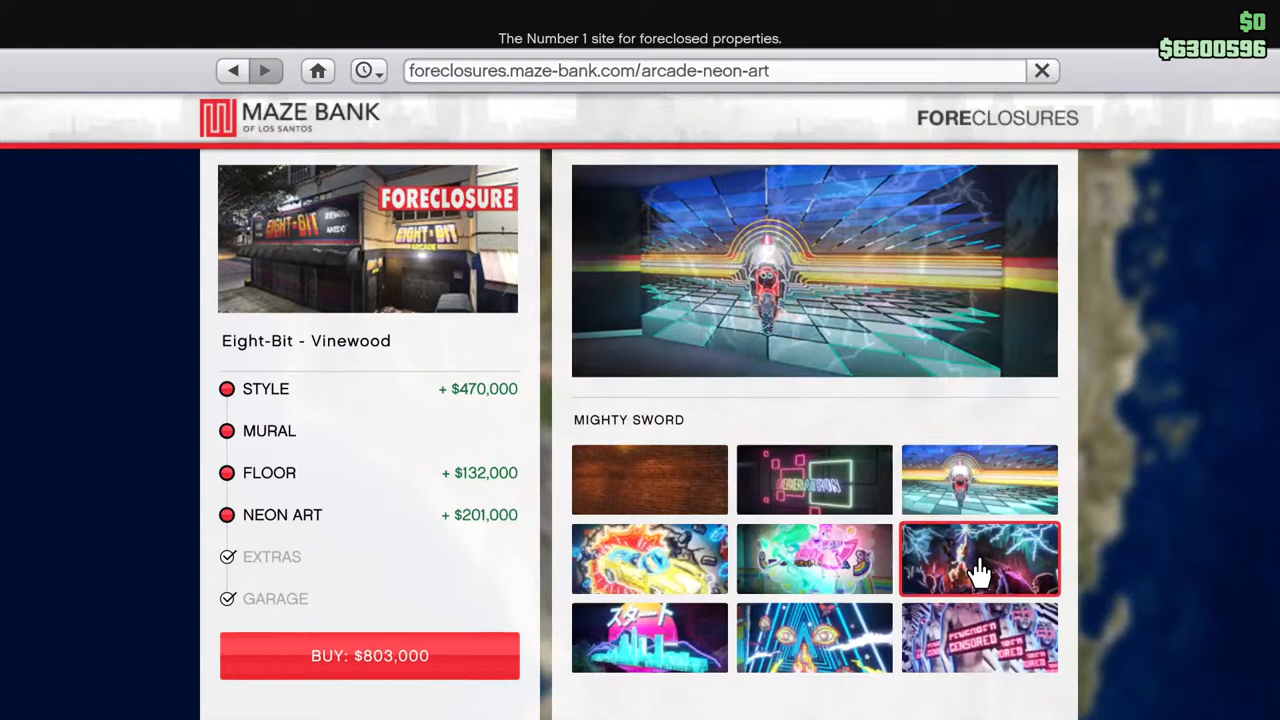 The Number 1 site for foreclosed properties.
$0
$6300596
foreclosures.maze-bank.com/arcade-neon-art
MAZE BANK
OF LOS SANTOS
FORECLOSURES
FORECLOSURE
EIGHT-BIT
EIGHT-BIT
Eight-Bit - Vinewood
STYLE + $470,000
MURAL
FLOOR + $132,000
NEON ART + $201,000
EXTRAS
GARAGE
BUY: $803,000
MIGHTY SWORD
スタート
CENSORED